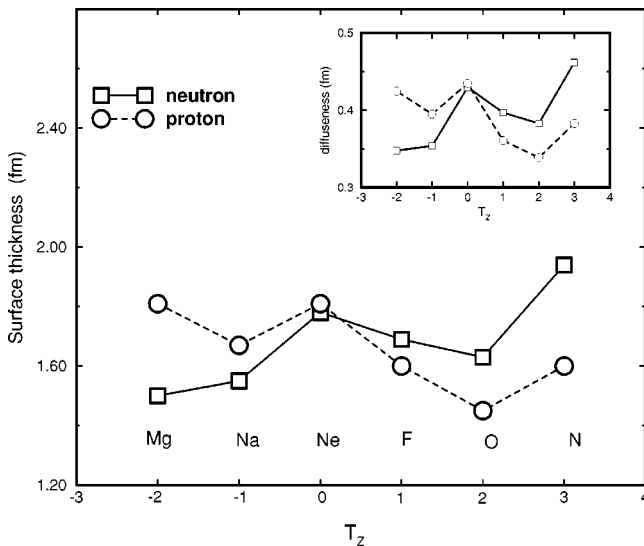 neutron
proton
Surface thickness (fm)
2.40
2.00
1.60
1.20
Mg Na Ne F O N
-3 -2 -1 0 1 2 3 4
T_Z
diffuseness (fm)
0.5
0.4
0.3
-3 -2 -1 0 1 2 3 4
T_Z